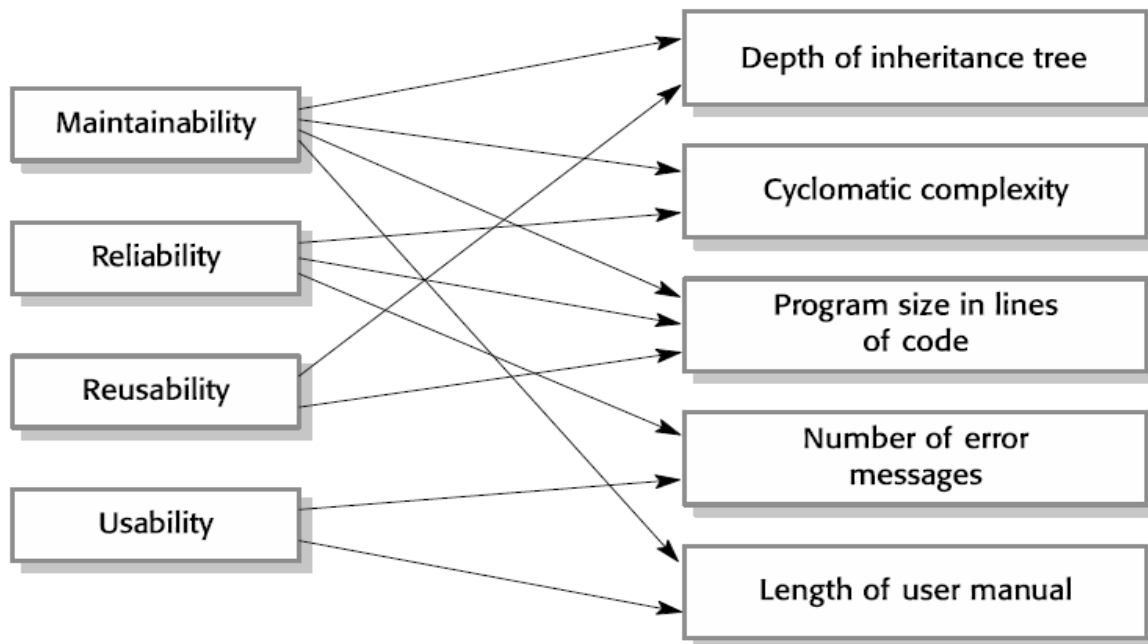 Maintainability
Reliability
Reusability
Usability
Depth of inheritance tree
Cyclomatic complexity
Program size in lines
of code
Number of error
messages
Length of user manual